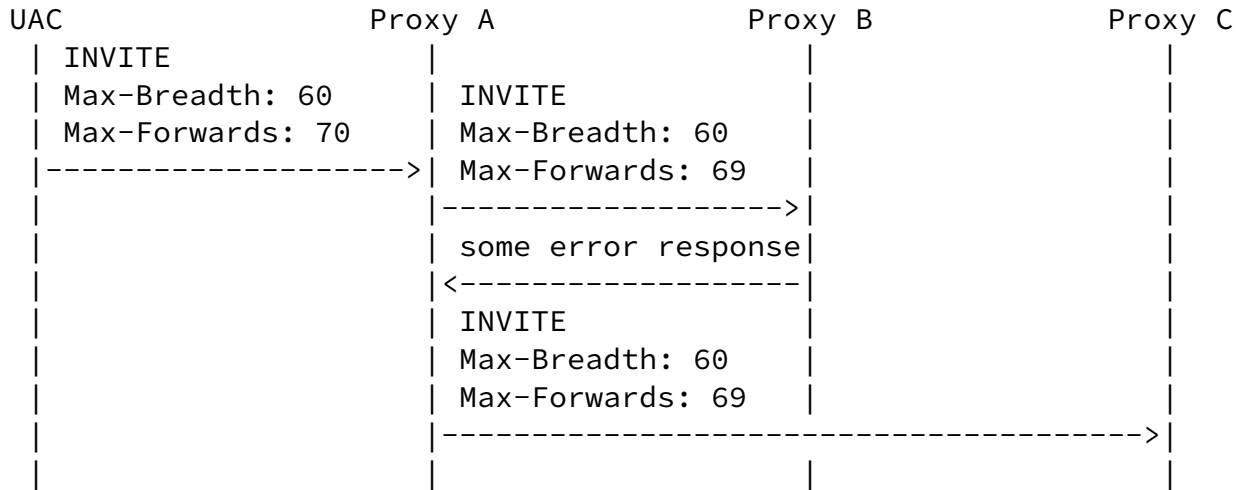 UAC Proxy A Proxy B Proxy C
INVITE
Max-Breadth: 60 INVITE
Max-Forwards: 70 Max-Breadth: 60
Max-Forwards: 69
some error response
INVITE
Max-Breadth: 60
Max-Forwards: 69